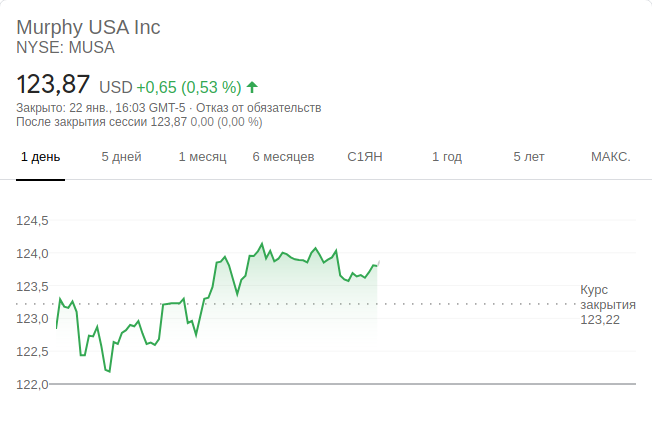 Murphy USA Inc
NYSE: MUSA
123,87 USD +0,65 (0,53 %)
Закрыто: 22 янв., 16:03 GMT-5 · Отказ от обязательств
После закрытия сессии 123,87 0,00 (0,00 %)
1 день 5 дней 1 месяц 6 месяцев С1ЯН 1 год 5 лет МАКС.
124,5
124,0
123,5
Курс
закрытия
123,22
123,0
122,5
122,0